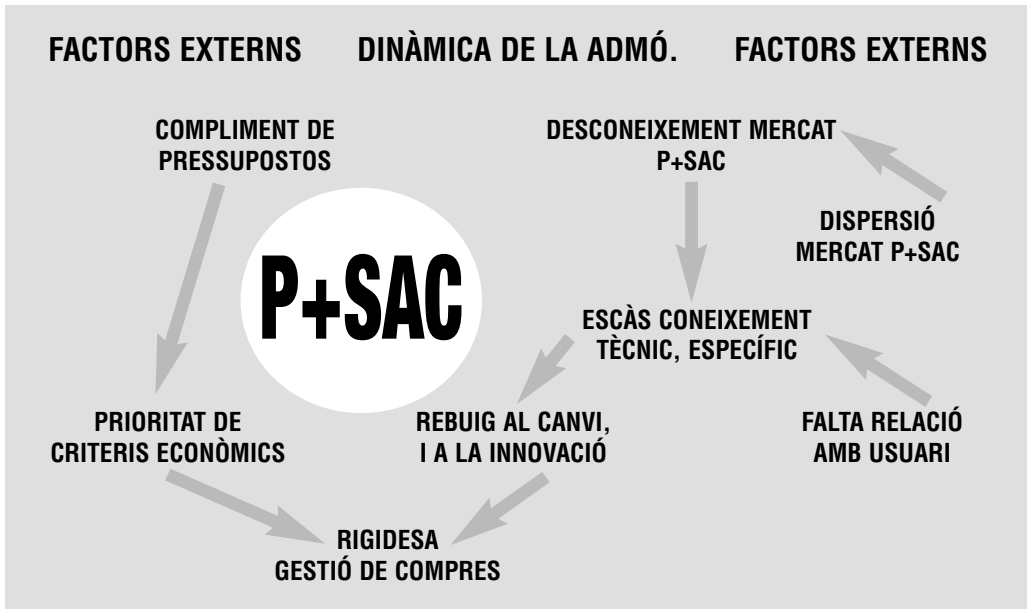 FACTORS EXTERNS
DINÀMICA DE LA ADMÓ.
FACTORS EXTERNS
COMPLIMENT DE
PRESSUPOSTOS
DESCONEIXEMENT MERCAT
P+SAC
DISPERSIÓ
MERCAT P+SAC
P+SAC
ESCÀS CONEIXEMENT
TÈCNIC, ESPECÍFIC
PRIORITAT DE
CRITERIS ECONÒMICS
REBUIG AL CANVI,
I A LA INNOVACIÓ
FALTA RELACIÓ
AMB USUARI
RIGIDESA
GESTIÓ DE COMPRES